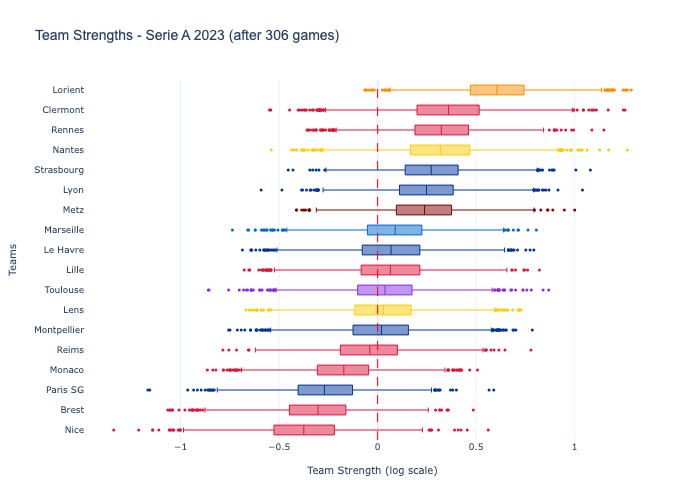 Team Strengths - Serie A 2023 (after 306 games)
Lorient
Clermont
Rennes
Nantes
Strasbourg
Lyon
Metz
Marseille
Le Havre
Lille
Toulouse
Lens
Montpellier
Reims
Monaco
Paris SG
Brest
Nice
Teams
−1 −0.5 0 0.5 1
Team Strength (log scale)